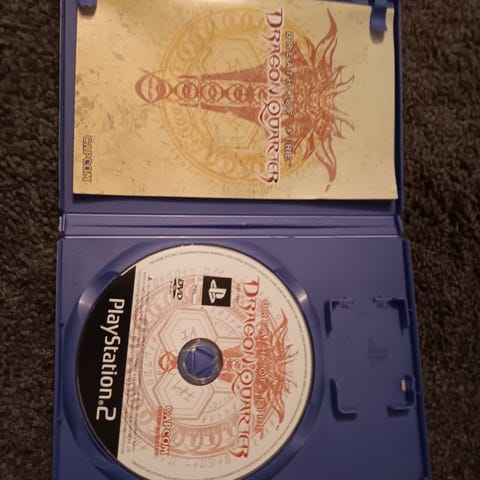 BREATH OF FIRE
DRAGON QUARTER
CAPCOM
BREATH OF FIRE
DRAGON QUARTER
DVD
PlayStation®2
CAPCOM